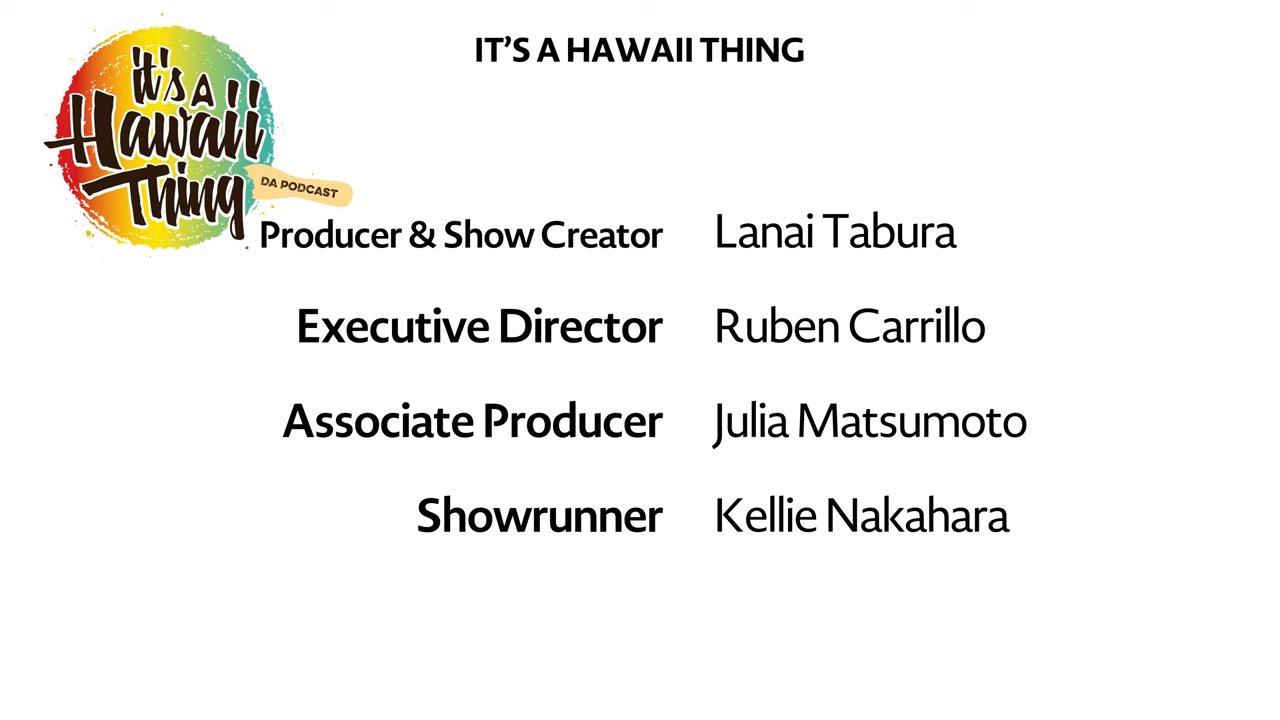 IT’S A HAWAII THING
it's A
Hawaii
Thing
DA PODCAST
Producer & Show Creator Lanai Tabura
Executive Director Ruben Carrillo
Associate Producer Julia Matsumoto
Showrunner Kellie Nakahara